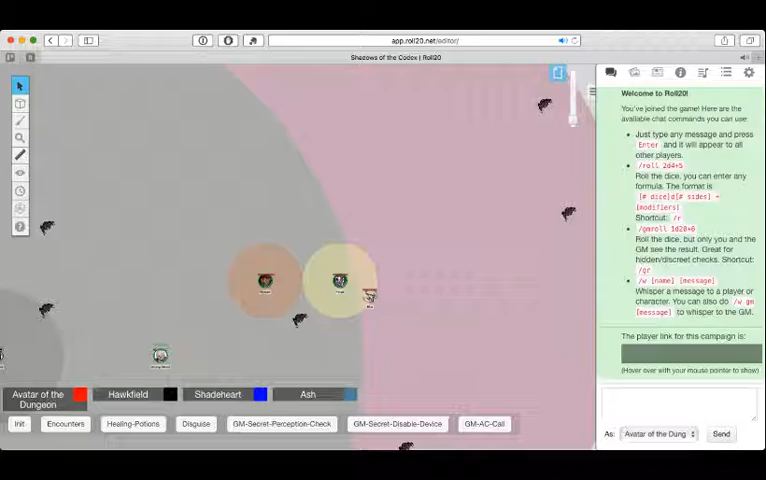 app.roll20.net/editor/
Shadows of the Codex | Roll20
Welcome to Roll20!
You've joined the game! Here are the
available chat commands you can use:
Just type any message and press
Enter and it will appear to all
other players.
/roll 2d4+5
Roll the dice, you can enter any
formula. The format is
[# dice]d[# sides] +
[modifiers]
Shortcut: /r
/gmroll 1d20+6
Roll the dice, but only you and the
GM see the result. Great for
hidden/discreet checks. Shortcut:
/gr
/w [name] [message]
Whisper a message to a player or
character. You can also do /w gm
[message] to whisper to the GM.
The player link for this campaign is:
(Hover over with your mouse pointer to show)
Avatar of the Dungeon
Hawkfield
Shadeheart
Ash
Init
Encounters
Healing-Potions
Disguise
GM-Secret-Perception-Check
GM-Secret-Disable-Device
GM-AC-Call
As:
Avatar of the Dung
Send